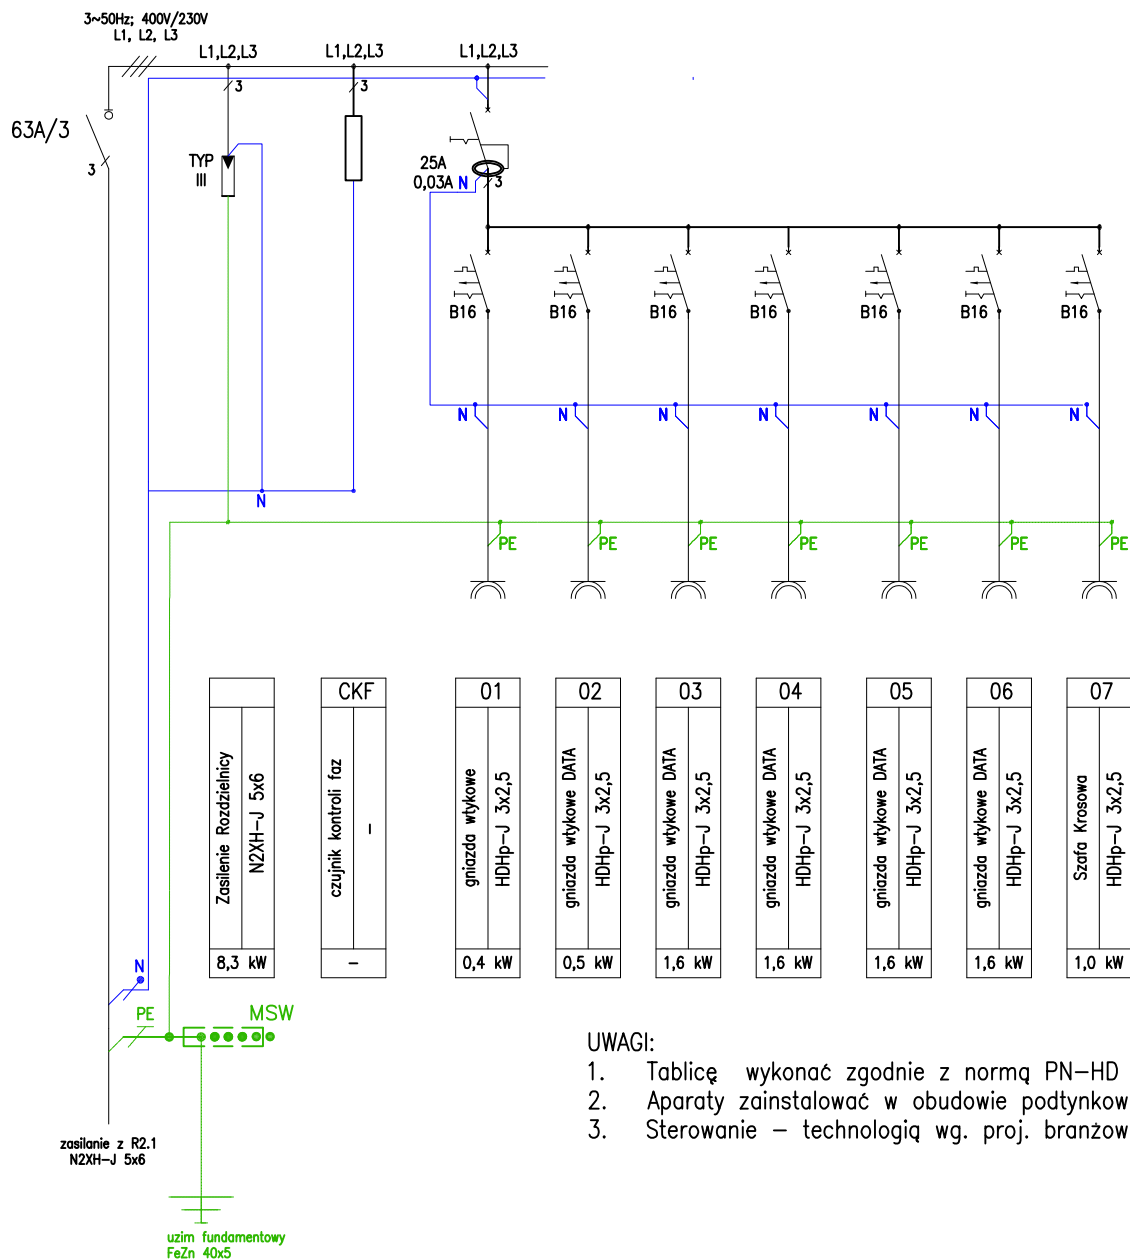 3~50Hz; 400V/230V
L1, L2, L3
L1,L2,L3
L1,L2,L3
L1,L2,L3
3
3
63A/3
3
TYP
III
25A
0,03A N
3
B16
B16
B16
B16
B16
B16
B16
N
N
N
N
N
N
N
N
PE
PE
PE
PE
PE
PE
PE
Zasilenie Rozdzielnicy
N2XH-J 5x6
8,3 kW
CKF
czujnik kontroli faz
-
-
01
gniazda wtykowe
HDHp-J 3x2,5
0,4 kW
02
gniazda wtykowe DATA
HDHp-J 3x2,5
0,5 kW
03
gniazda wtykowe DATA
HDHp-J 3x2,5
1,6 kW
04
gniazda wtykowe DATA
HDHp-J 3x2,5
1,6 kW
05
gniazda wtykowe DATA
HDHp-J 3x2,5
1,6 kW
06
gniazda wtykowe DATA
HDHp-J 3x2,5
1,6 kW
07
Szafa Krosowa
HDHp-J 3x2,5
1,0 kW
N
PE
MSW
UWAGI:
1. Tablicę wykonać zgodnie z normą PN-HD
2. Aparaty zainstalować w obudowie podtynkow
3. Sterowanie - technologią wg. proj. branżow
zasilanie z R2.1
N2XH-J 5x6
uzim fundamentowy
FeZn 40x5